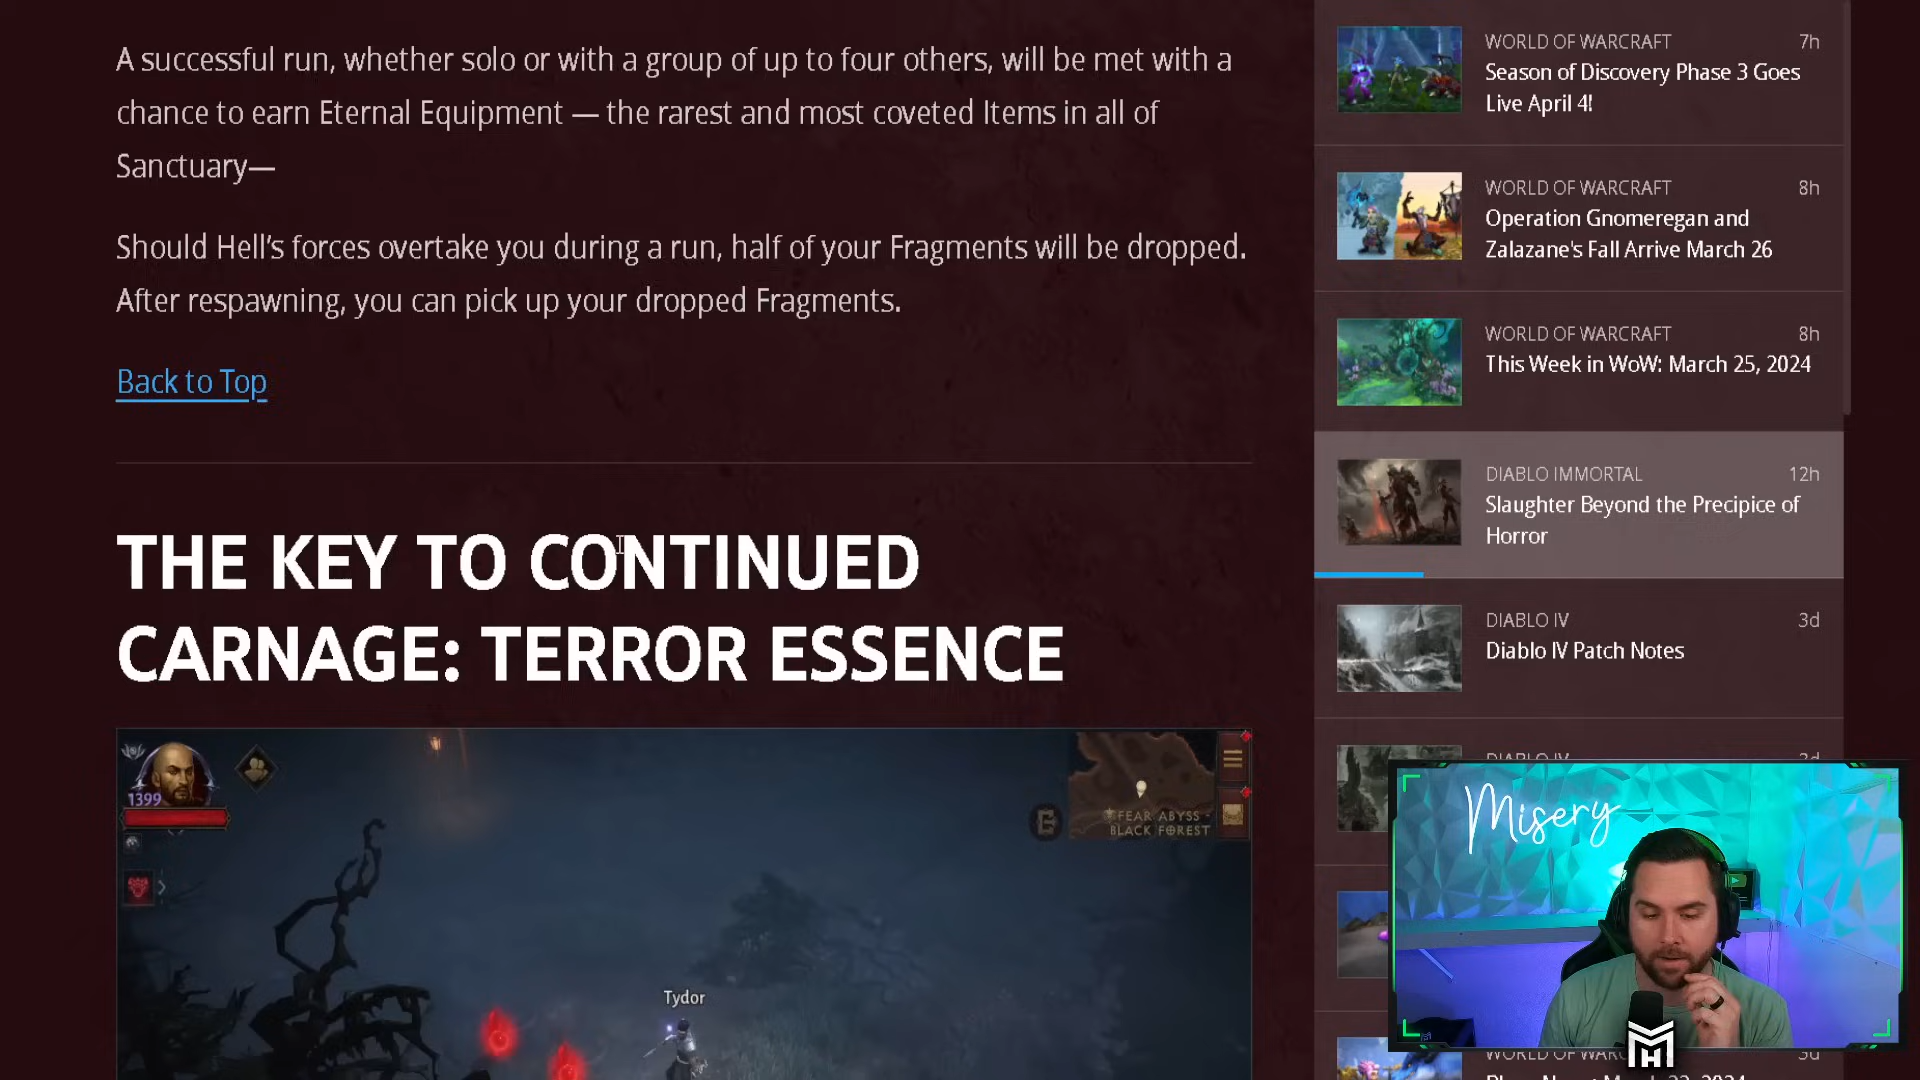 A successful run, whether solo or with a group of up to four others, will be met with a
chance to earn Eternal Equipment — the rarest and most coveted Items in all of
Sanctuary—
Should Hell's forces overtake you during a run, half of your Fragments will be dropped.
After respawning, you can pick up your dropped Fragments.
Back to Top
THE KEY TO CONTINUED
CARNAGE: TERROR ESSENCE
1399
FEAR ABYSS -
BLACK FOREST
Tydor
WORLD OF WARCRAFT 7h
Season of Discovery Phase 3 Goes
Live April 4!
WORLD OF WARCRAFT 8h
Operation Gnomeregan and
Zalazane's Fall Arrive March 26
WORLD OF WARCRAFT 8h
This Week in WoW: March 25, 2024
DIABLO IMMORTAL 12h
Slaughter Beyond the Precipice of
Horror
DIABLO IV 3d
Diablo IV Patch Notes
DIABLO IV 3d
Misery
WORLD OF